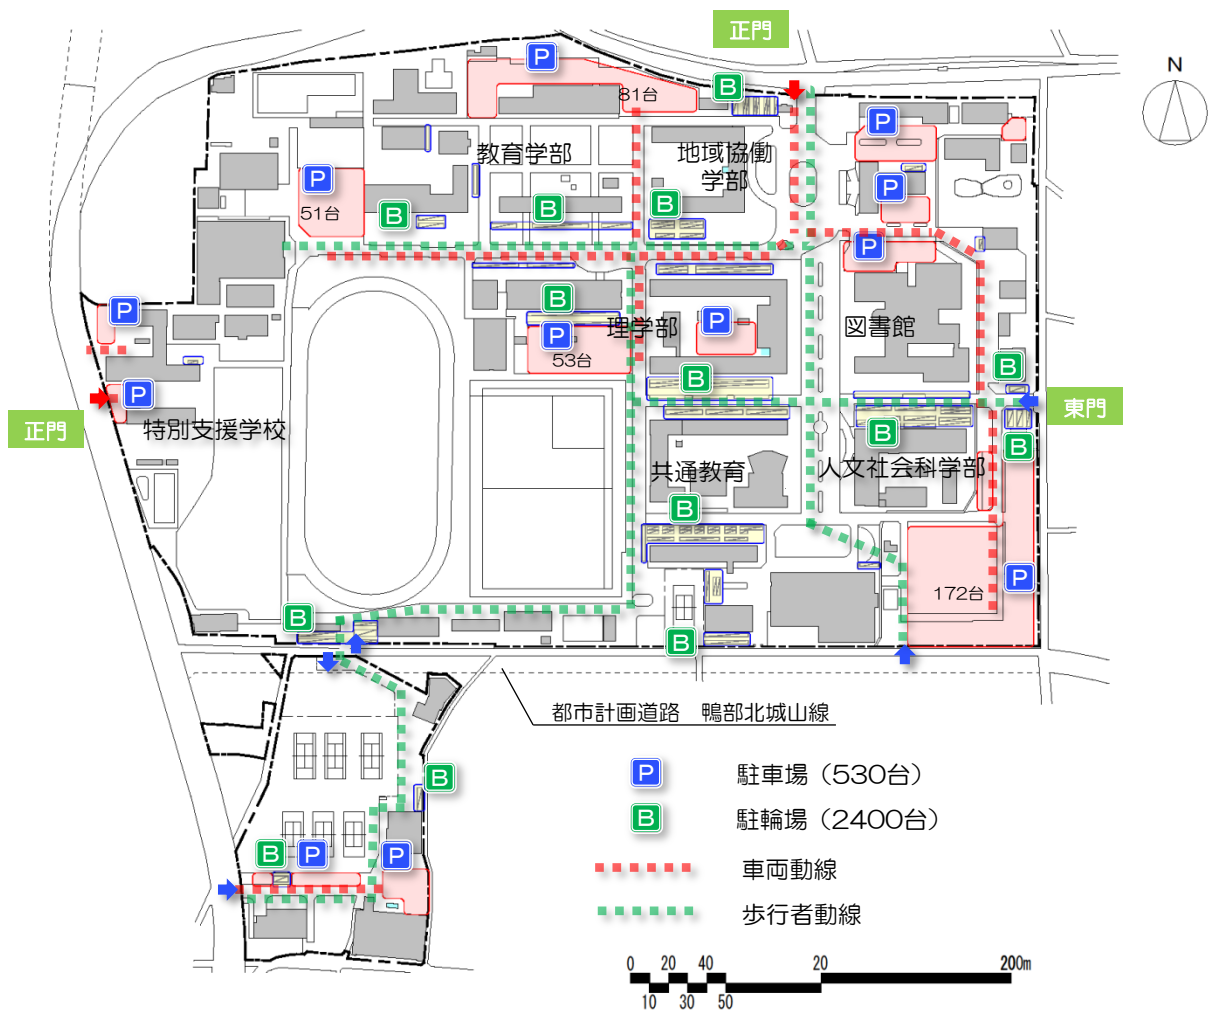 正門
N
P
B
81台
P
教育学部
地域協働
学部
P
P
51台
B
B
B
P
P
B
理学部
P
図書館
P
53台
B
B
P
正門
東門
特別支援学校
共通教育
B
人文社会科学部
B
B
P
172台
B
B
都市計画道路 鴨部北城山線
P 駐車場（530台）
B 駐輪場（2400台）
車両動線
歩行者動線
B
B
P
P
0 20 40 20 200m
10 30 50